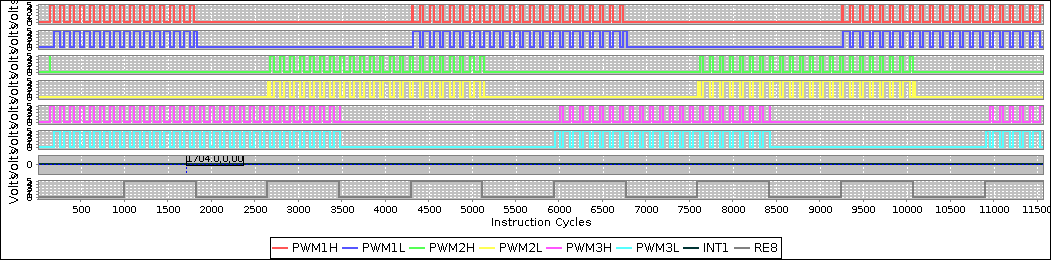 Volts/olts/olts/olts/olts/olts/olts/olts
0
1704.0,0,00
500 1000 1500 2000 2500 3000 3500 4000 4500 5000 5500 6000 6500 7000 7500 8000 8500 9000 9500 10000 10500 11000 11500
Instruction Cycles
PWM1H PWM1L PWM2H PWM2L PWM3H PWM3L INT1 RE8